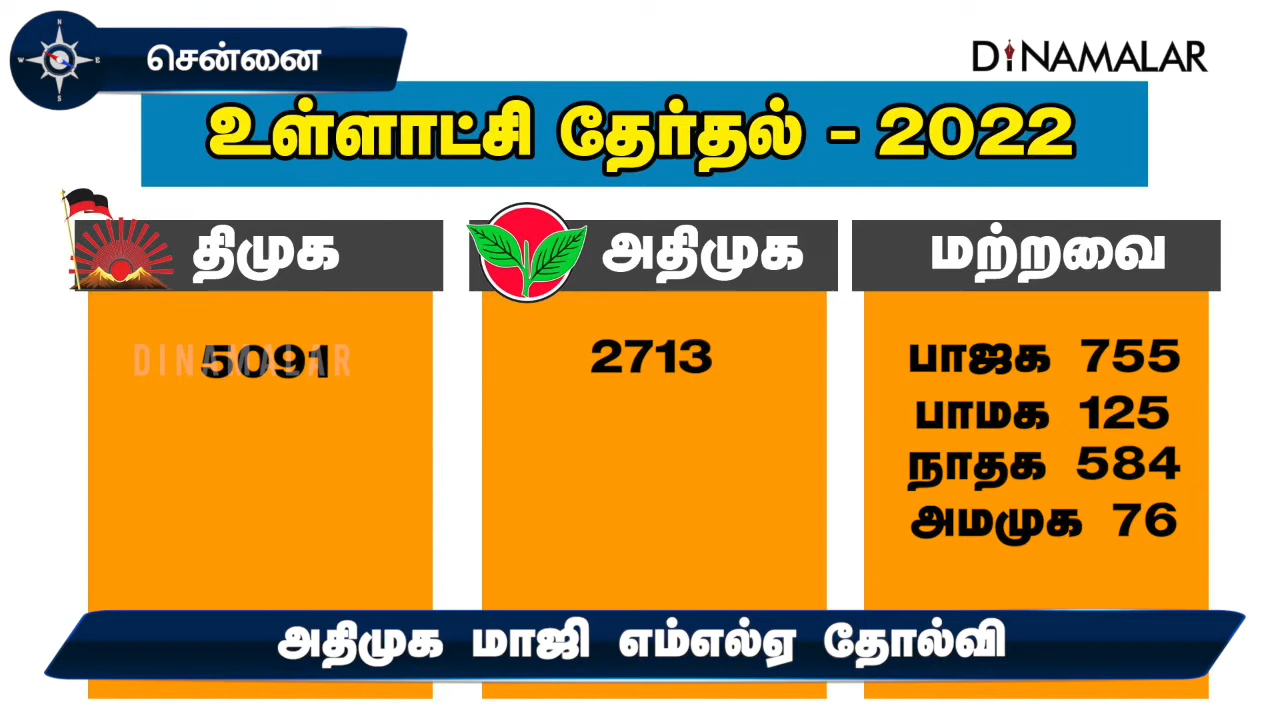 சென்னை
DINAMALAR
உள்ளாட்சி தேர்தல் - 2022
திமுக
அதிமுக
மற்றவை
DINAMALAR
5091
2713
பாஜக 755
பாமக 125
நாதக 584
அமமுக 76
அதிமுக மாஜி எம்எல்ஏ தோல்வி
N
W
E
S